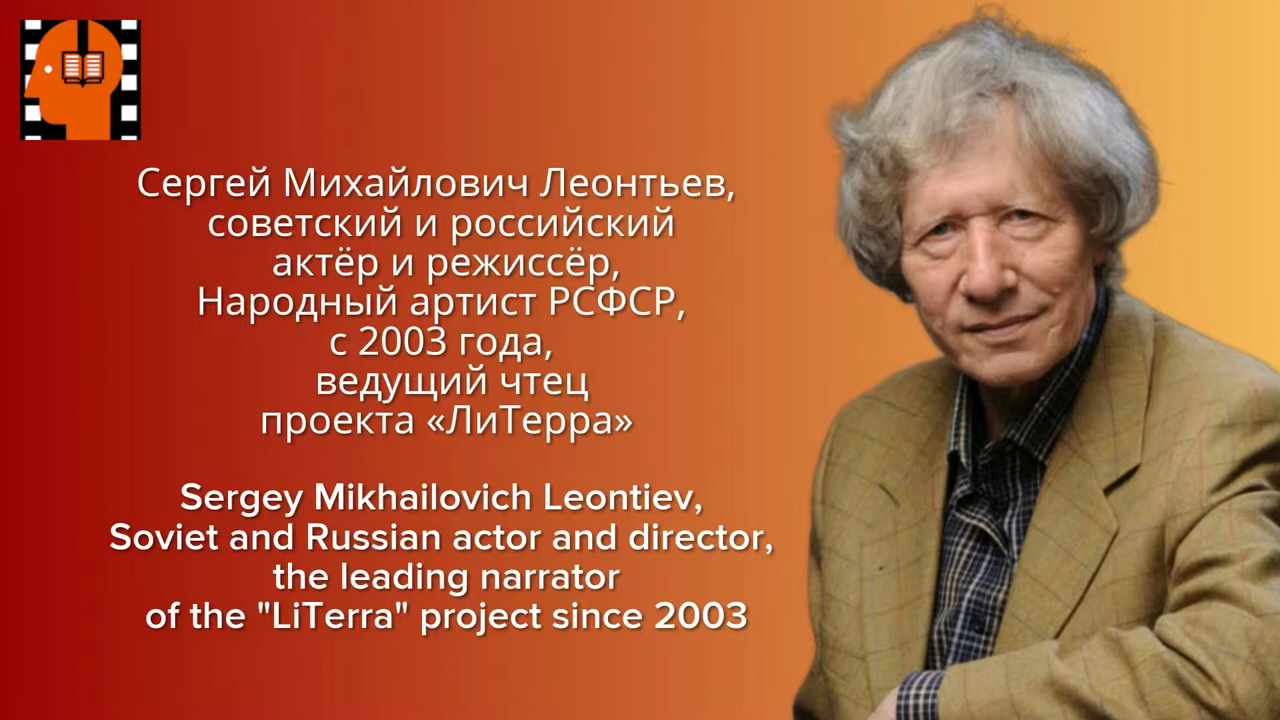 Сергей Михайлович Леонтьев,
советский и российский
актёр и режиссёр,
Народный артист РСФСР,
с 2003 года,
ведущий чтец
проекта «ЛиТерра»
Sergey Mikhailovich Leontiev,
Soviet and Russian actor and director,
the leading narrator
of the "LiTerra" project since 2003